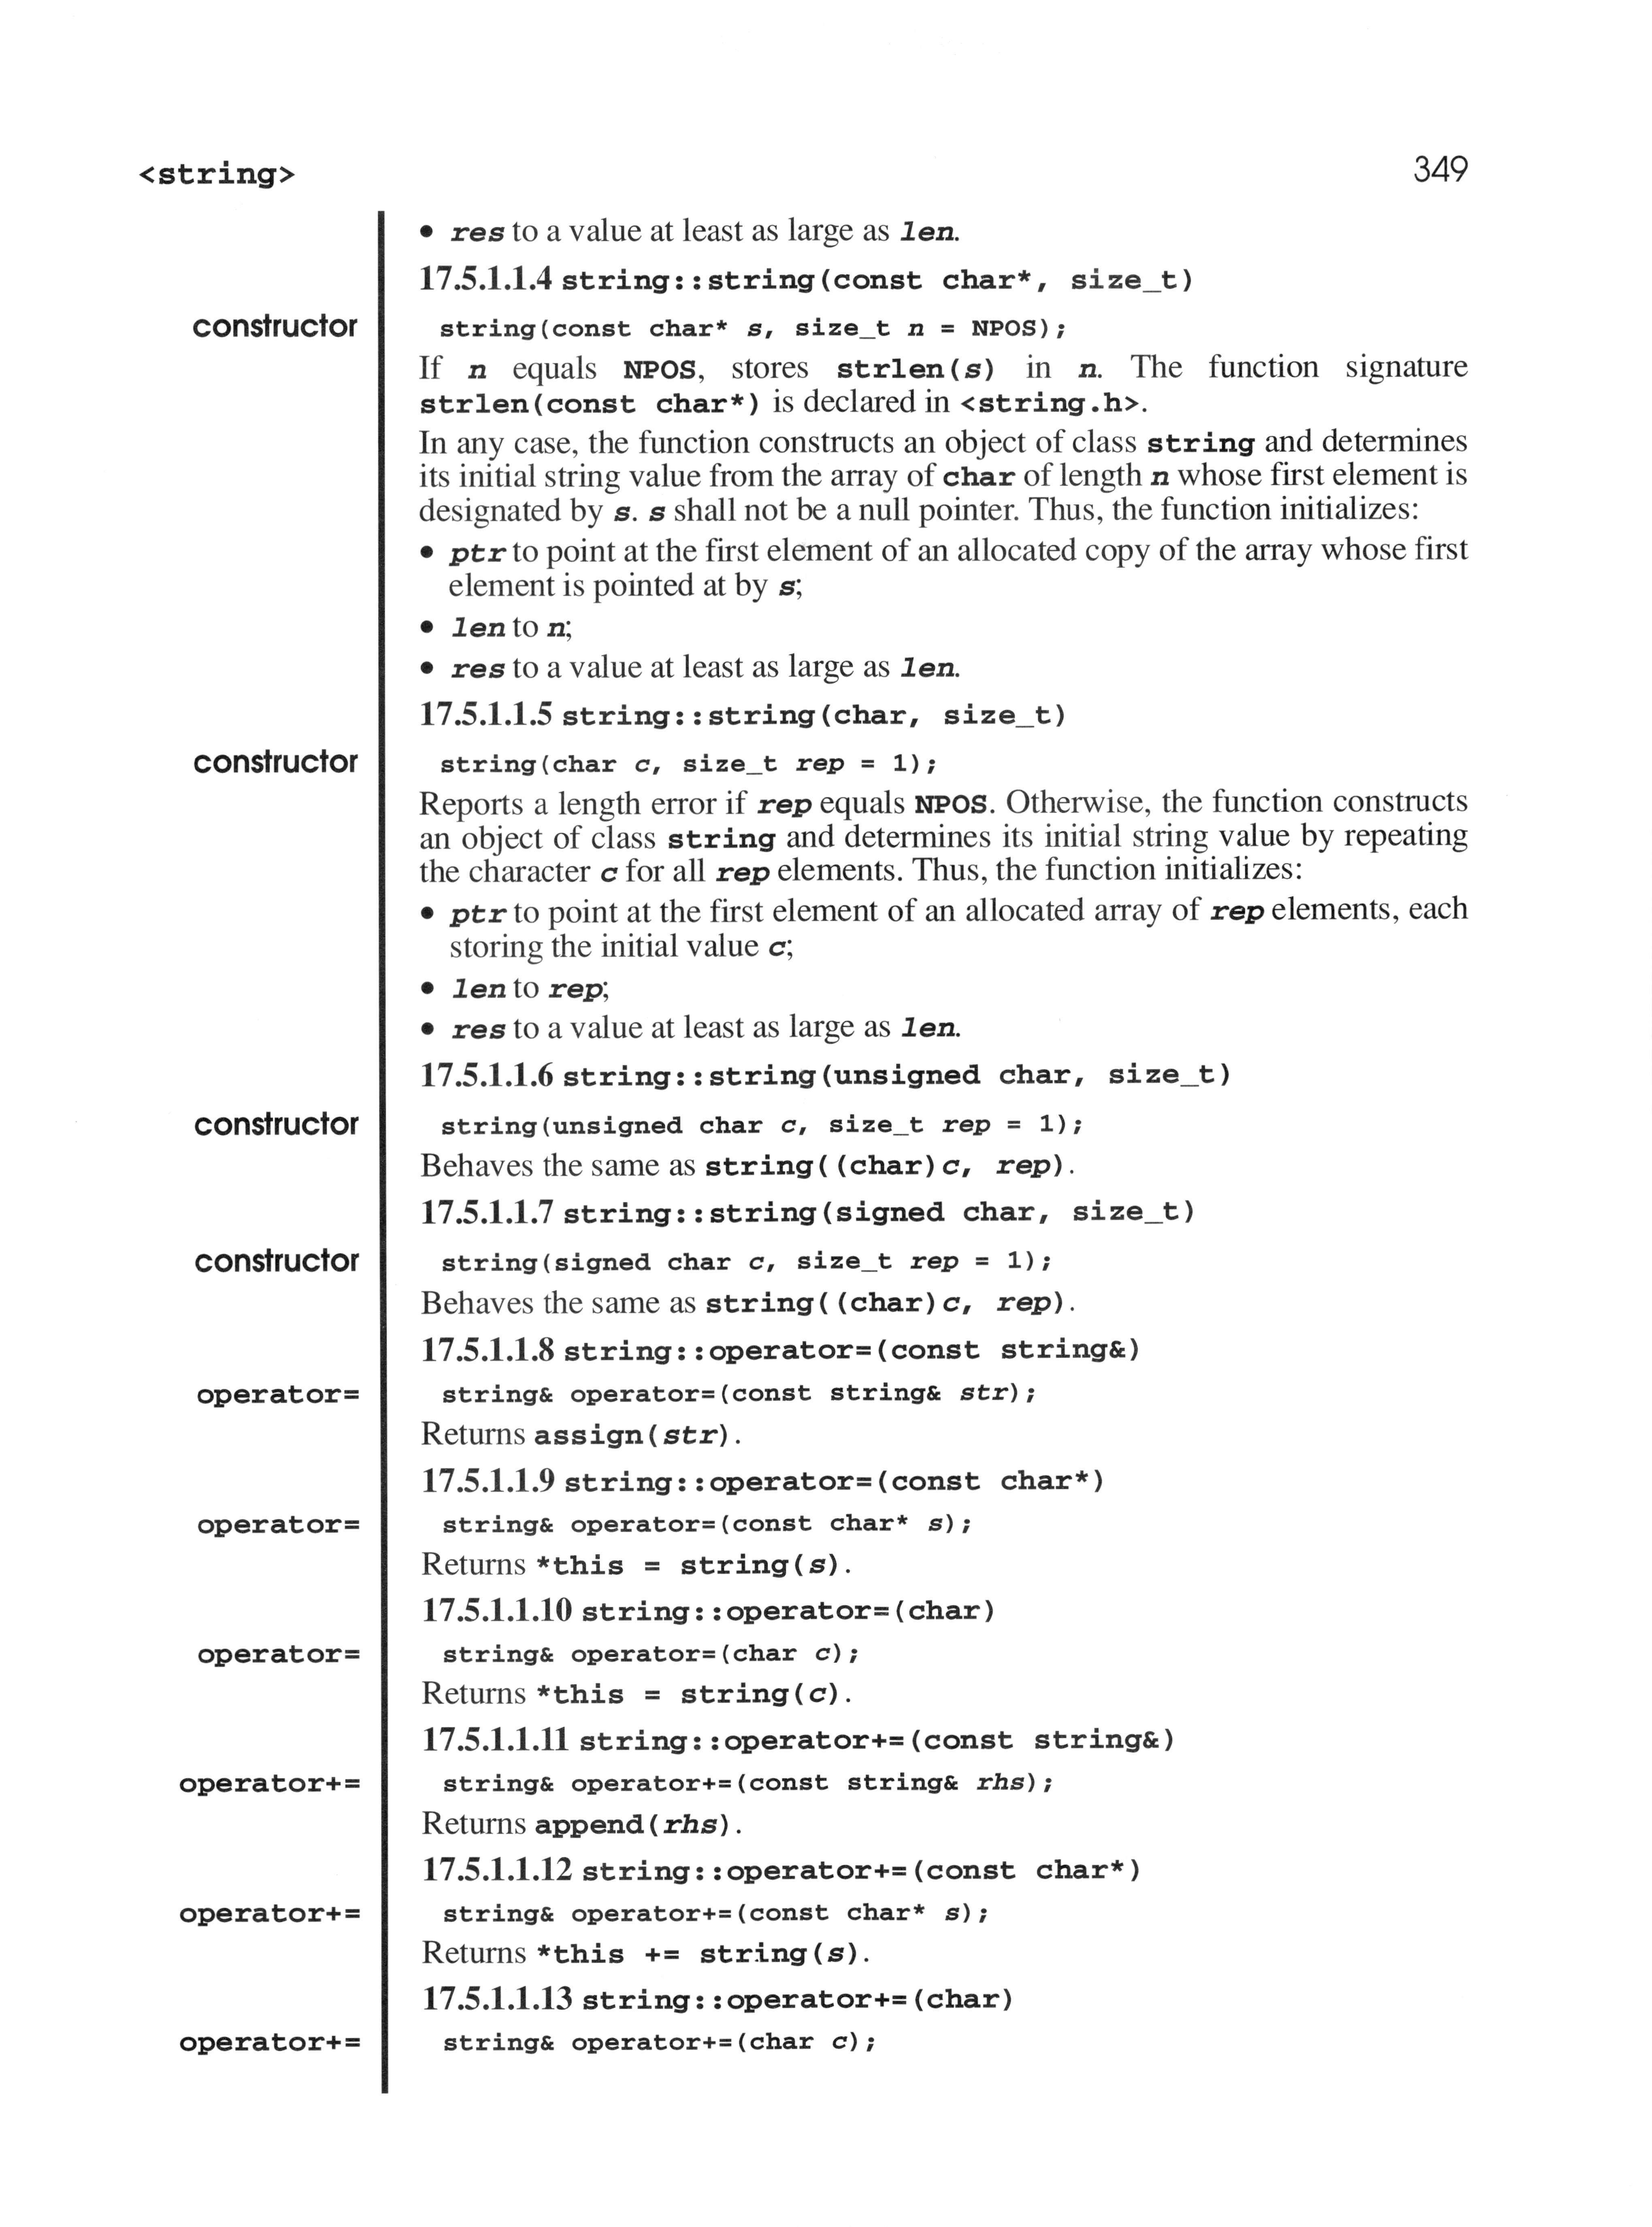 <string> 349
• res to a value at least as large as len.
17.5.1.1.4 string::string(const char*, size_t)
constructor string(const char* s, size_t n = NPOS);
If n equals NPOS, stores strlen(s) in n. The function signature
strlen(const char*) is declared in <string.h>.
In any case, the function constructs an object of class string and determines
its initial string value from the array of char of length n whose first element is
designated by s. s shall not be a null pointer. Thus, the function initializes:
• ptr to point at the first element of an allocated copy of the array whose first
element is pointed at by s;
• len to n;
• res to a value at least as large as len.
17.5.1.1.5 string::string(char, size_t)
constructor string(char c, size_t rep = 1);
Reports a length error if rep equals NPOS. Otherwise, the function constructs
an object of class string and determines its initial string value by repeating
the character c for all rep elements. Thus, the function initializes:
• ptr to point at the first element of an allocated array of rep elements, each
storing the initial value c;
• len to rep;
• res to a value at least as large as len.
17.5.1.1.6 string::string(unsigned char, size_t)
constructor string(unsigned char c, size_t rep = 1);
Behaves the same as string((char)c, rep).
17.5.1.1.7 string::string(signed char, size_t)
constructor string(signed char c, size_t rep = 1);
Behaves the same as string((char)c, rep).
17.5.1.1.8 string::operator=(const string&)
operator= string& operator=(const string& str);
Returns assign(str).
17.5.1.1.9 string::operator=(const char*)
operator= string& operator=(const char* s);
Returns *this = string(s).
17.5.1.1.10 string::operator=(char)
operator= string& operator=(char c);
Returns *this = string(c).
17.5.1.1.11 string::operator+=(const string&)
operator+= string& operator+=(const string& rhs);
Returns append(rhs).
17.5.1.1.12 string::operator+=(const char*)
operator+= string& operator+=(const char* s);
Returns *this += string(s).
17.5.1.1.13 string::operator+=(char)
operator+= string& operator+=(char c);